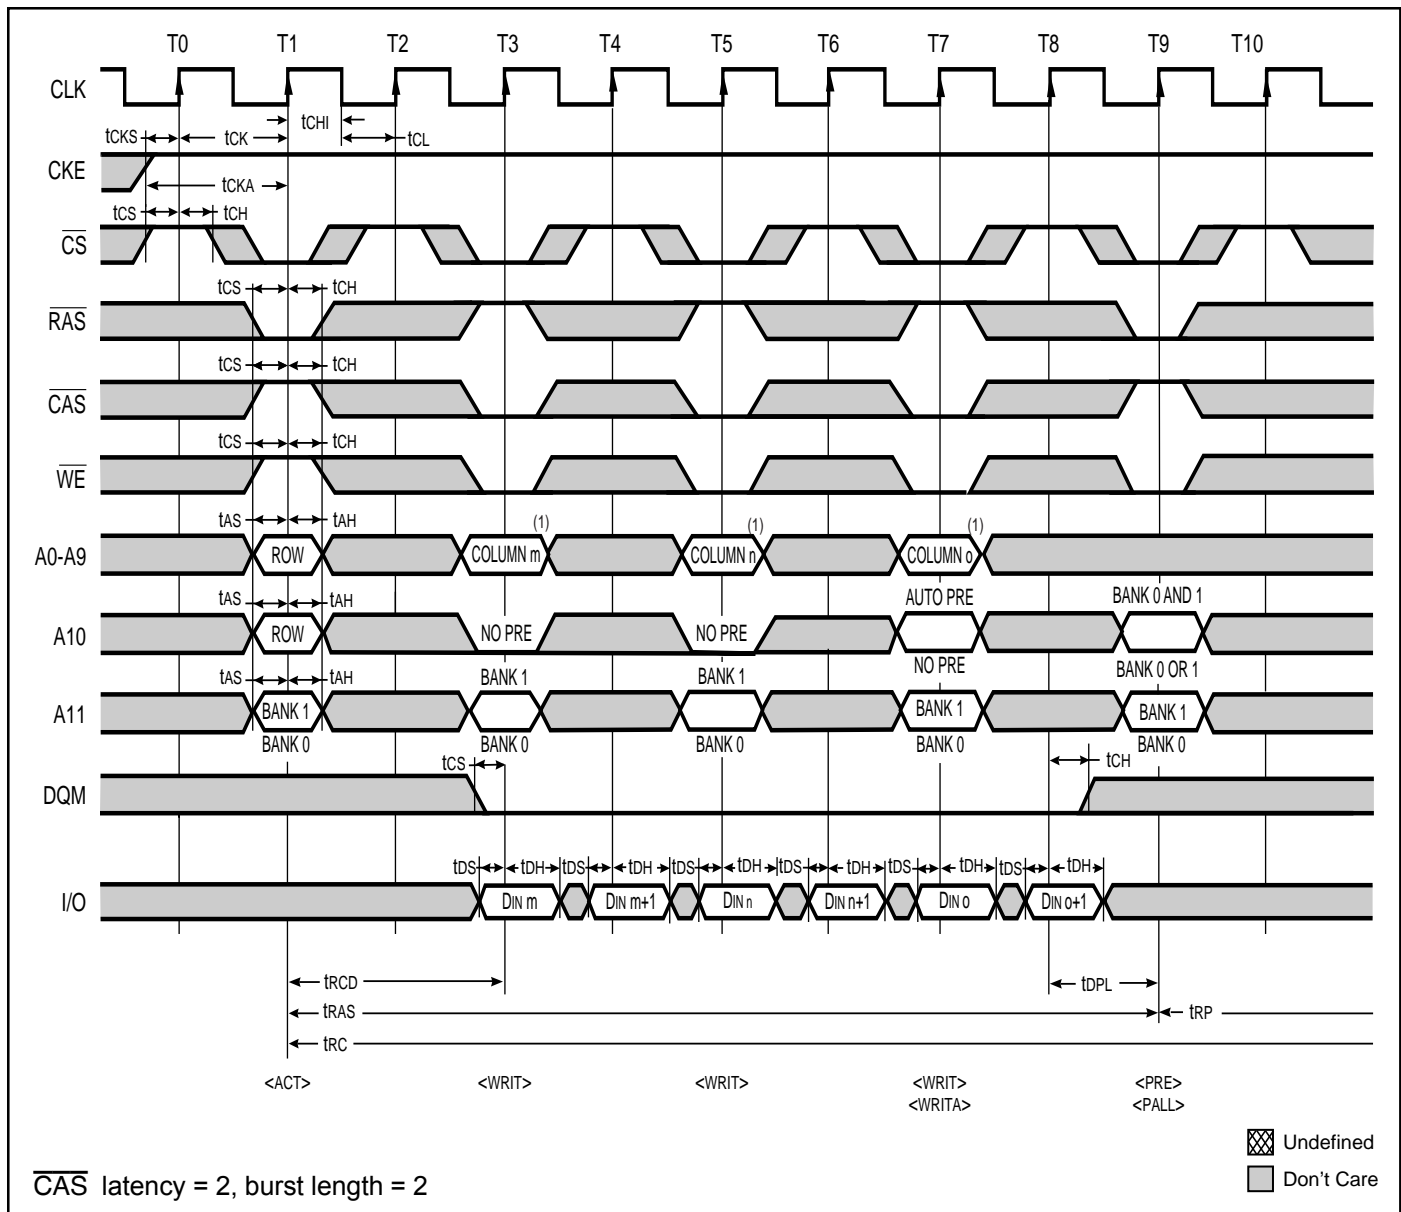 T0 T1 T2 T3 T4 T5 T6 T7 T8 T9 T10
CLK
tCHI
tCKS tCK tCL
CKE
tCKA
tCS tCH
CS
tCS tCH
RAS
tCS tCH
CAS
tCS tCH
WE
tAS tAH (1) (1) (1)
A0-A9 ROW COLUMN m COLUMN n COLUMN o
tAS tAH AUTO PRE BANK 0 AND 1
A10 ROW NO PRE NO PRE
NO PRE BANK 0 OR 1
tAS tAH BANK 1 BANK 1
A11 BANK 1 BANK 1 BANK 1
BANK 0 BANK 0 BANK 0 BANK 0 BANK 0
tCS tCH
DQM
tDS tDH tDS tDH tDS tDH tDS tDH tDS tDH tDS tDH
I/O DIN m DIN m+1 DIN n DIN n+1 DIN o DIN o+1
tRCD tDPL
tRAS tRP
tRC
<ACT> <WRIT> <WRIT> <WRIT> <PRE>
<WRITA> <PALL>
Undefined
Don't Care
CAS latency = 2, burst length = 2